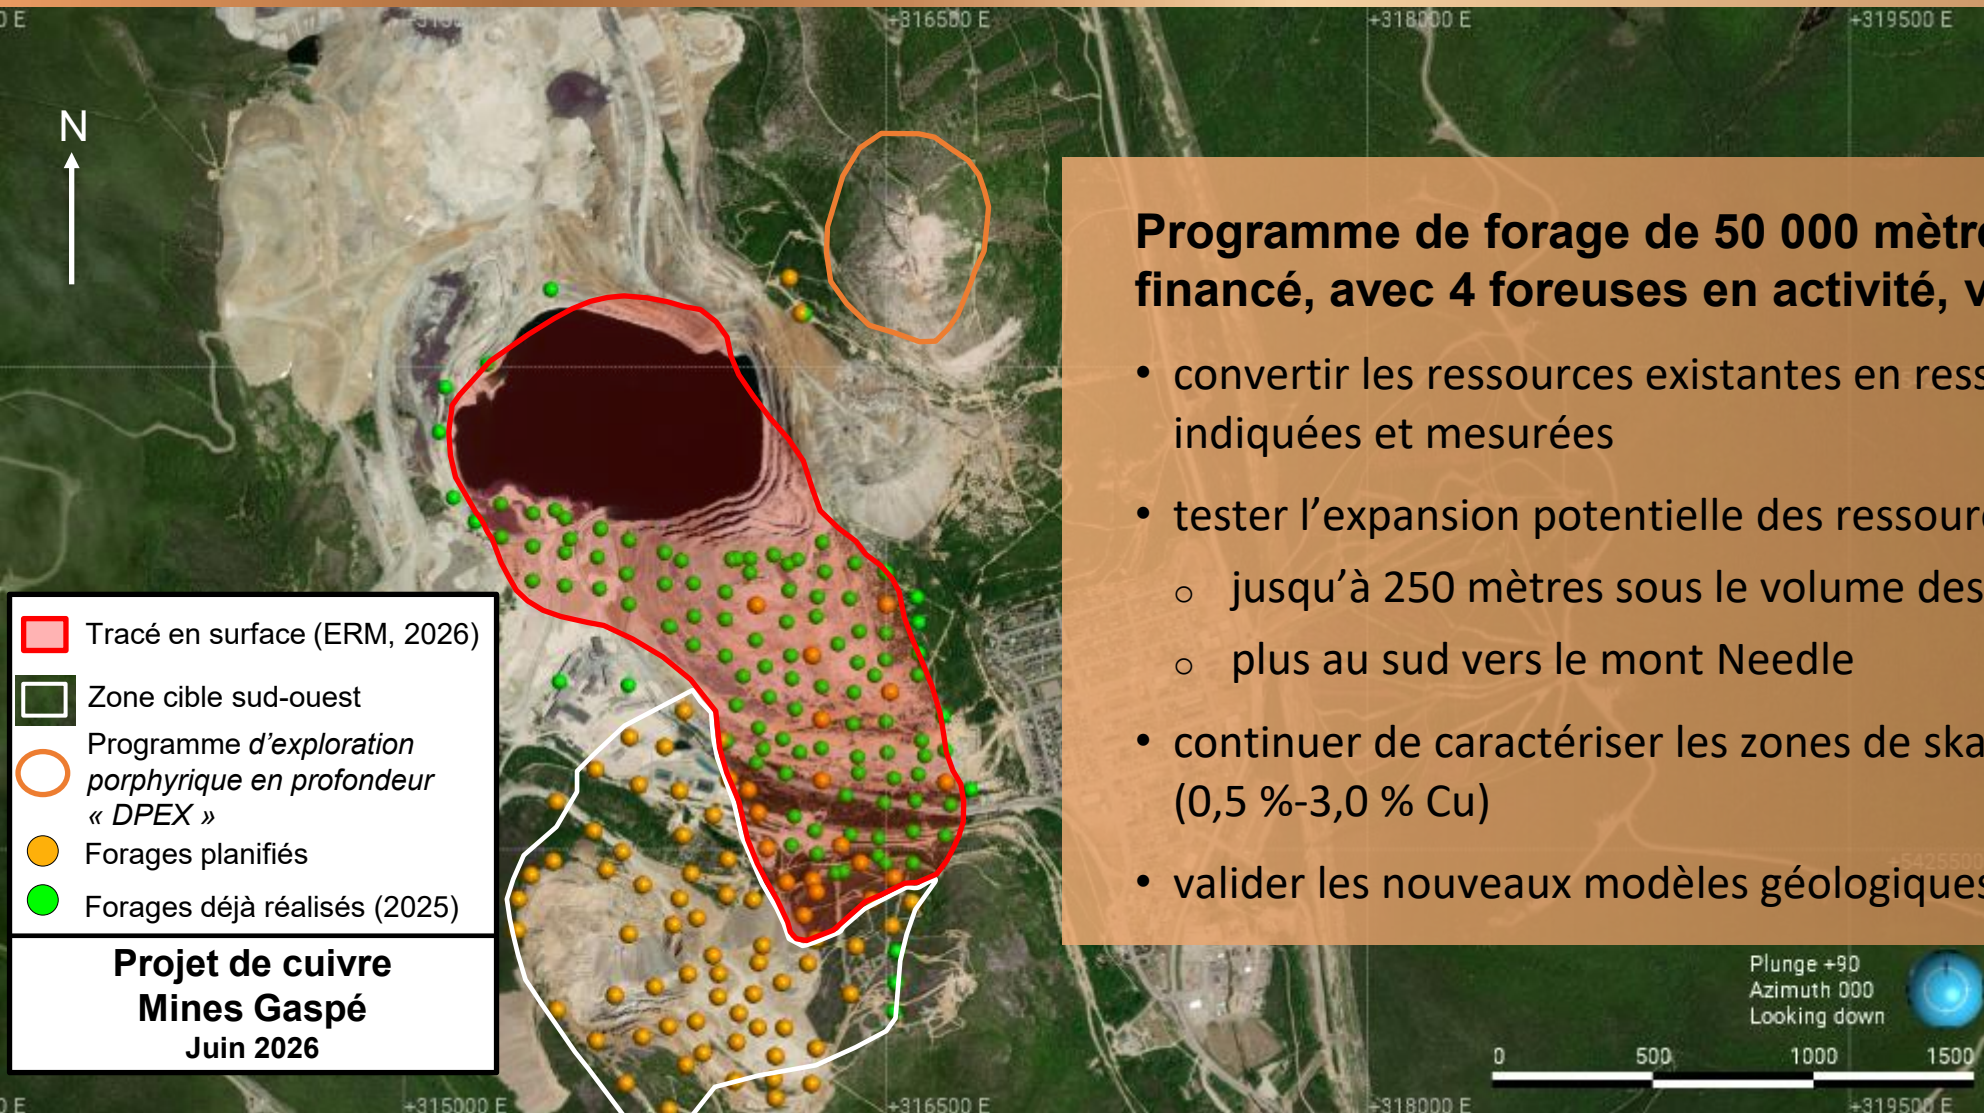 +316500 E
+318000 E
+319500 E
N
Programme de forage de 50 000 mètr
financé, avec 4 foreuses en activité, v
• convertir les ressources existantes en ress
indiquées et mesurées
• tester l’expansion potentielle des ressour
o jusqu’à 250 mètres sous le volume des
o plus au sud vers le mont Needle
• continuer de caractériser les zones de ska
(0,5 %-3,0 % Cu)
• valider les nouveaux modèles géologiques
Tracé en surface (ERM, 2026)
Zone cible sud-ouest
Programme d’exploration
porphyrique en profondeur
« DPEX »
Forages planifiés
Forages déjà réalisés (2025)
Projet de cuivre
Mines Gaspé
Juin 2026
+5425500
Plunge +90
Azimuth 000
Looking down
0 500 1000 1500
+315000 E
+316500 E
+318000 E
+319500 E